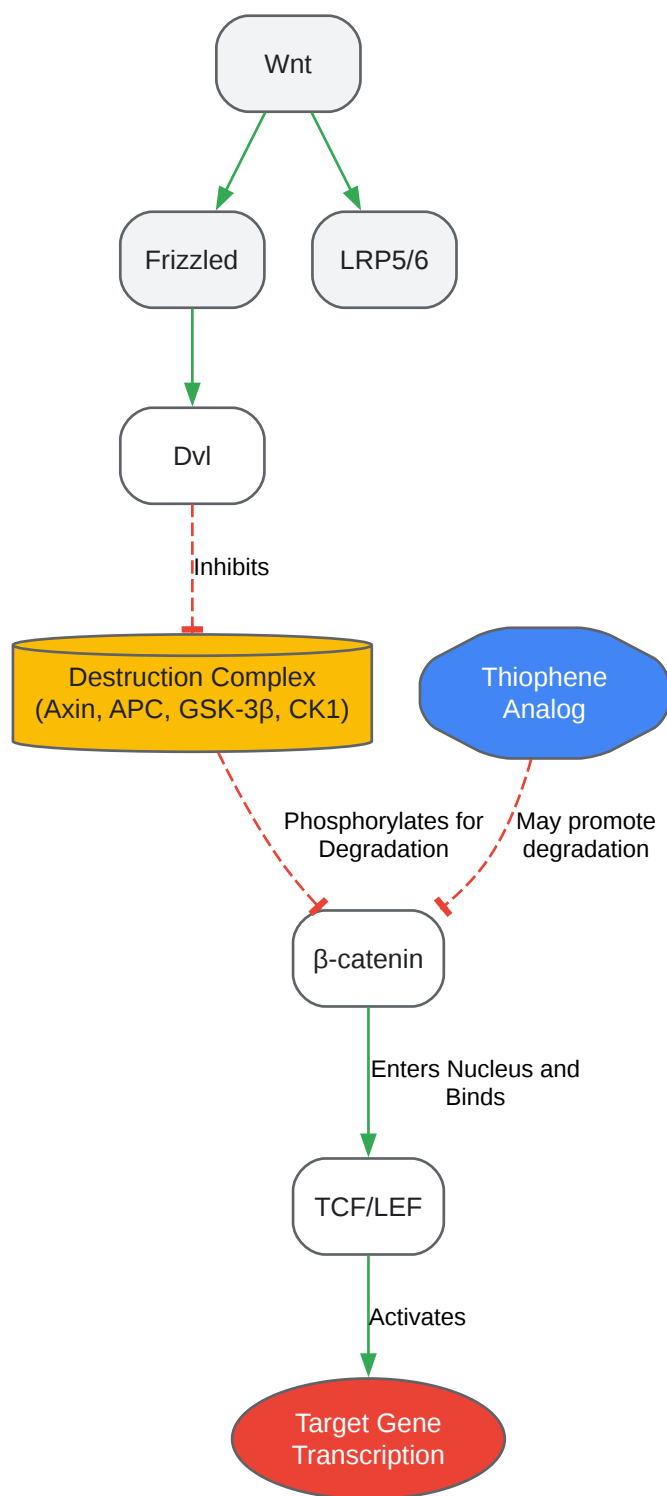 Wnt
Frizzled
LRP5/6
Dvl
Inhibits
Destruction Complex
(Axin, APC, GSK-3β, CK1)
Thiophene
Analog
Phosphorylates for
Degradation
May promote
degradation
β-catenin
Enters Nucleus and
Binds
TCF/LEF
Activates
Target Gene
Transcription